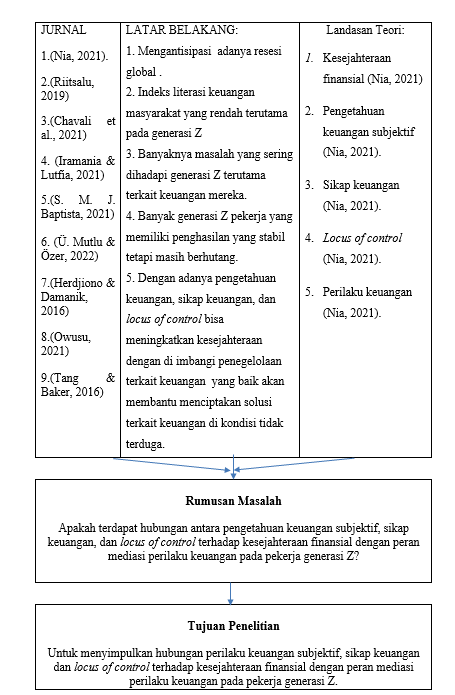 JURNAL
1.(Nia, 2021).
2.(Riitsalu,
2019)
3.(Chavali et
al., 2021)
4. (Iramania &
Lutfia, 2021)
5.(S. M. J.
Baptista, 2021)
6. (Ü. Mutlu &
Özer, 2022)
7.(Herdjiono &
Damanik,
2016)
8.(Owusu,
2021)
9.(Tang &
Baker, 2016)
LATAR BELAKANG:
1. Mengantisipasi adanya resesi
global .
2. Indeks literasi keuangan
masyarakat yang rendah terutama
pada generasi Z
3. Banyaknya masalah yang sering
dihadapi generasi Z terutama
terkait keuangan mereka.
4. Banyak generasi Z pekerja yang
memiliki penghasilan yang stabil
tetapi masih berhutang.
5. Dengan adanya pengetahuan
keuangan, sikap keuangan, dan
locus of control bisa
meningkatkan kesejahteraan
dengan di imbangi penegelolaan
terkait keuangan yang baik akan
membantu menciptakan solusi
terkait keuangan di kondisi tidak
terduga.
Landasan Teori:
1. Kesejahteraan
finansial (Nia, 2021)
2. Pengetahuan
keuangan subjektif
(Nia, 2021).
3. Sikap keuangan
(Nia, 2021).
4. Locus of control
(Nia, 2021).
5. Perilaku keuangan
(Nia, 2021).
Rumusan Masalah
Apakah terdapat hubungan antara pengetahuan keuangan subjektif, sikap
keuangan, dan locus of control terhadap kesejahteraan finansial dengan peran
mediasi perilaku keuangan pada pekerja generasi Z?
Tujuan Penelitian
Untuk menyimpulkan hubungan perilaku keuangan subjektif, sikap keuangan
dan locus of control terhadap kesejahteraan finansial dengan peran mediasi
perilaku keuangan pada pekerja generasi Z.